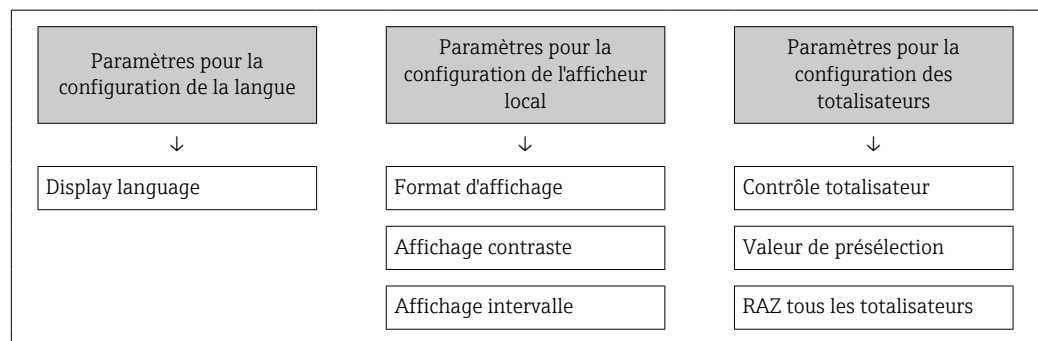 Paramètres pour la
configuration de la langue
↓
Display language
Paramètres pour la
configuration de l'afficheur
local
↓
Format d'affichage
Affichage contraste
Affichage intervalle
Paramètres pour la
configuration des
totalisateurs
↓
Contrôle totalisateur
Valeur de présélection
RAZ tous les totalisateurs